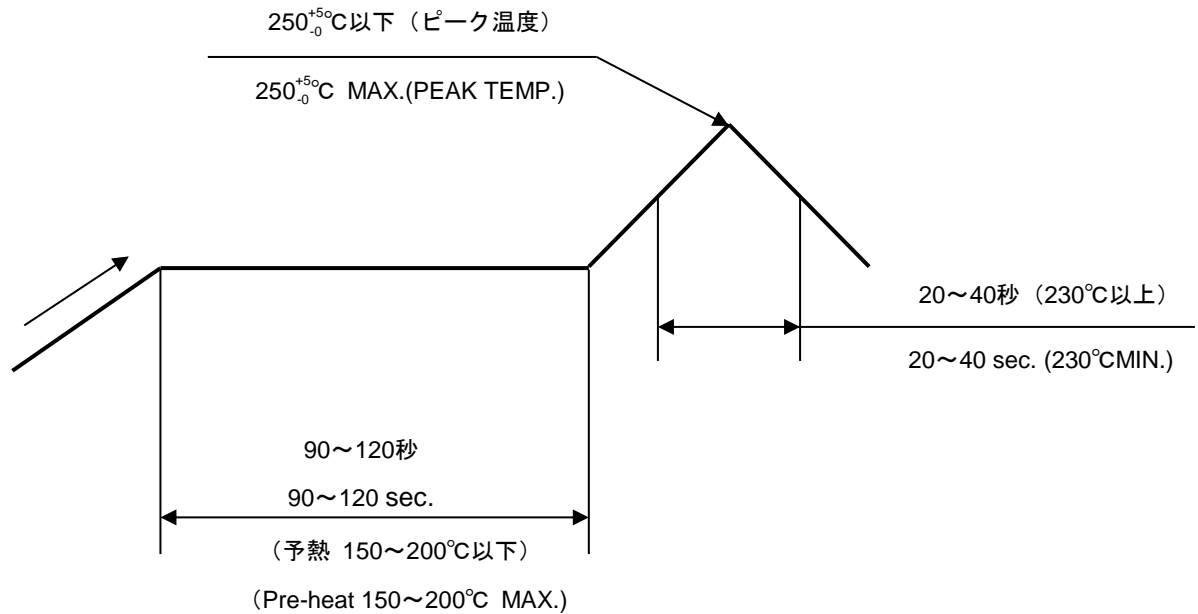 250+5-0℃以下（ピーク温度）
250+5-0℃ MAX.(PEAK TEMP.)
20～40秒（230℃以上）
20～40 sec. (230℃MIN.)
90～120秒
90～120 sec.
（予熱 150～200℃以下）
（Pre-heat 150～200℃ MAX.)